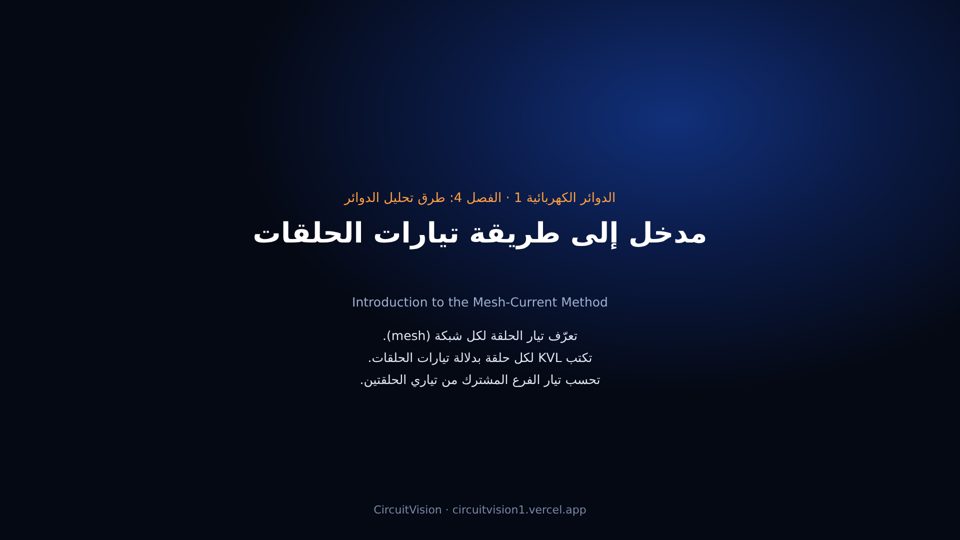 الدوائر الكهربائية 1 · الفصل 4: طرق تحليل الدوائر
مدخل إلى طريقة تيارات الحلقات
Introduction to the Mesh-Current Method
تعرّف تيار الحلقة لكل شبكة (mesh).
تكتب KVL لكل حلقة بدلالة تيارات الحلقات.
تحسب تيار الفرع المشترك من تياري الحلقتين.
CircuitVision · circuitvision1.vercel.app